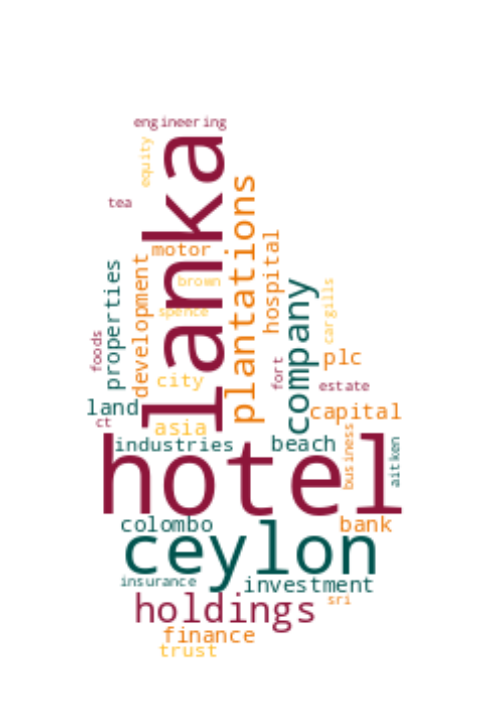 engineering
equity
lanka
tea
plantations
motor
hospital
development
properties
brown
company
cargills
spence
foods
plc
city
fort
estate
land
capital
ct
asia
business
industries
beach
aitken
hotel
colombo
bank
ceylon
insurance
investment
holdings
sri
finance
trust